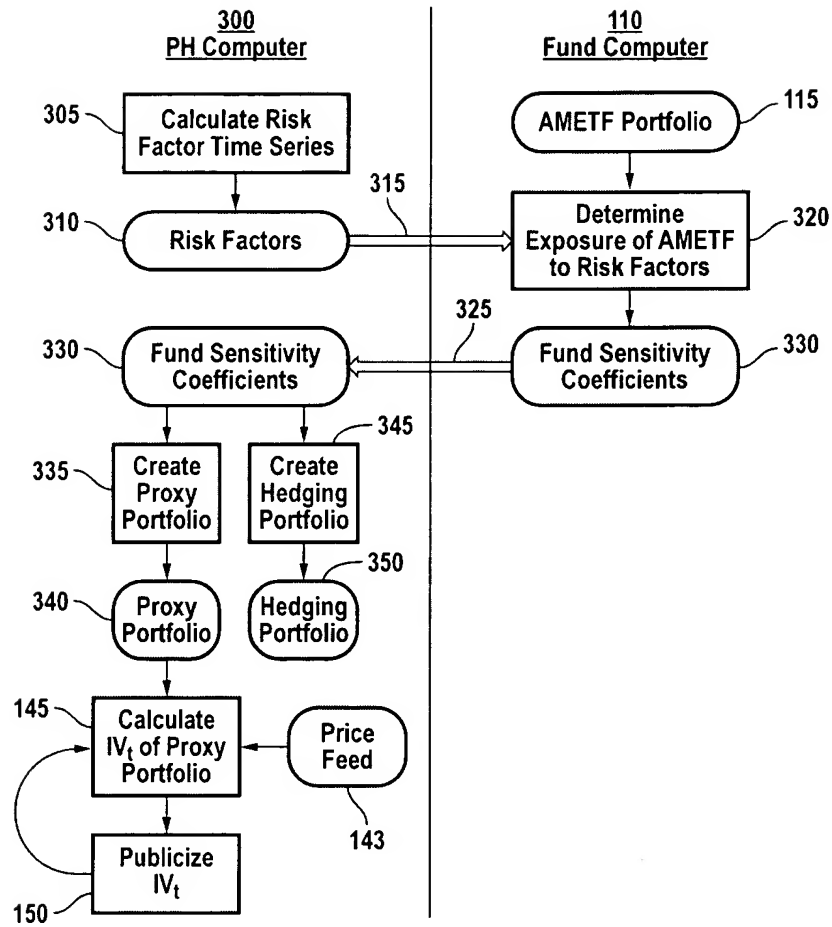 300
PH Computer
110
Fund Computer
305
Calculate Risk
Factor Time Series
115
AMETF Portfolio
310
Risk Factors
315
Determine
Exposure of AMETF
to Risk Factors
320
330
Fund Sensitivity
Coefficients
325
Fund Sensitivity
Coefficients
330
335
Create
Proxy
Portfolio
345
Create
Hedging
Portfolio
340
Proxy
Portfolio
350
Hedging
Portfolio
145
Calculate
IVt of Proxy
Portfolio
Price
Feed
143
Publicize
IVt
150